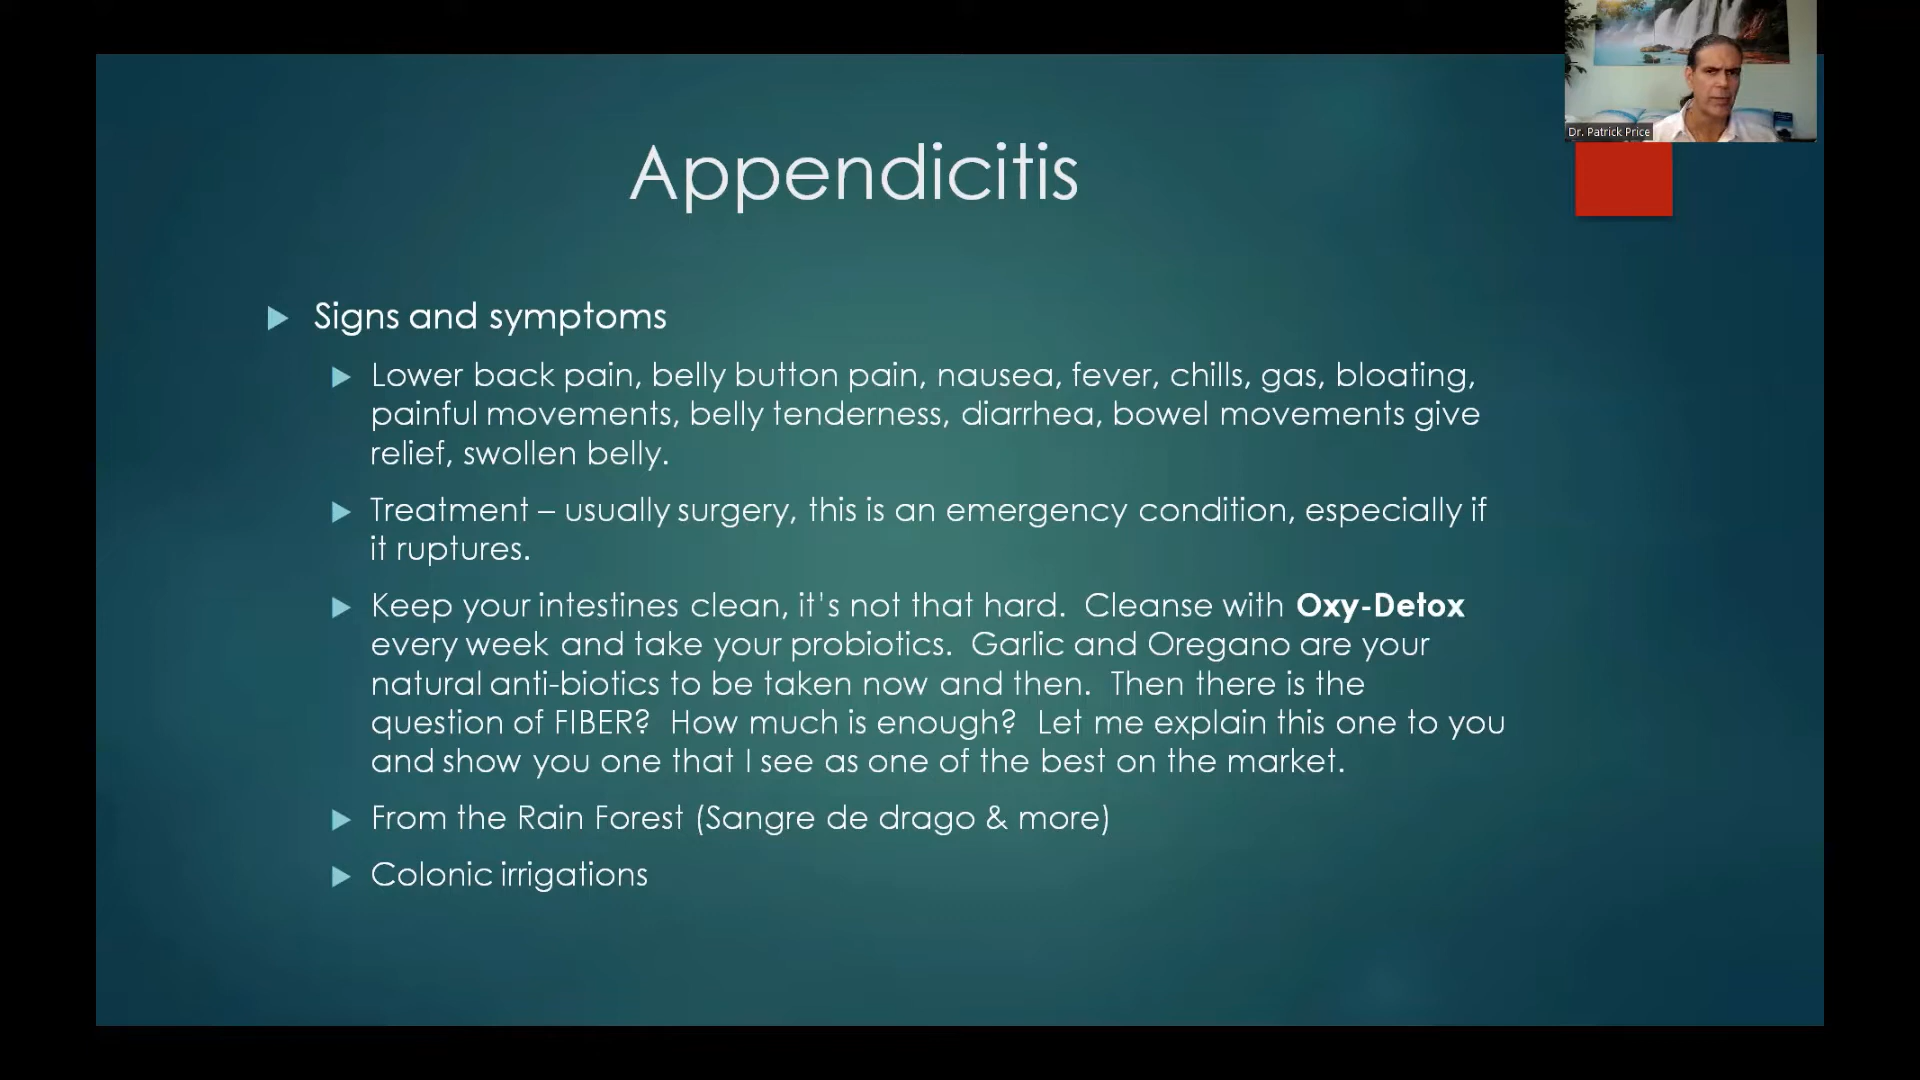 Dr. Patrick Price
Appendicitis
Signs and symptoms
Lower back pain, belly button pain, nausea, fever, chills, gas, bloating,
painful movements, belly tenderness, diarrhea, bowel movements give
relief, swollen belly.
Treatment – usually surgery, this is an emergency condition, especially if
it ruptures.
Keep your intestines clean, it's not that hard.  Cleanse with Oxy-Detox
every week and take your probiotics.  Garlic and Oregano are your
natural anti-biotics to be taken now and then.  Then there is the
question of FIBER?  How much is enough?  Let me explain this one to you
and show you one that I see as one of the best on the market.
From the Rain Forest (Sangre de drago & more)
Colonic irrigations